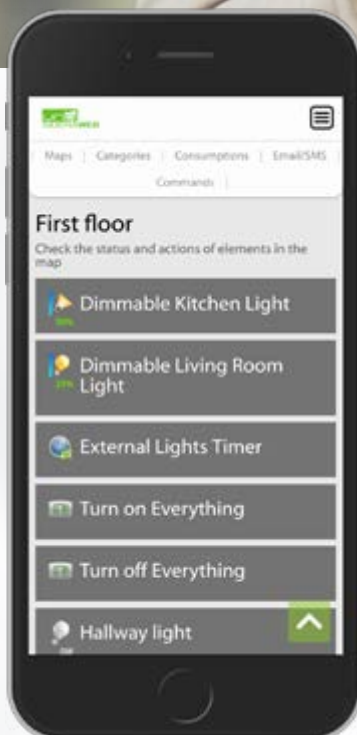 Maps | Categories | Consumptions | Email/SMS
Commands |
First floor
Check the status and actions of elements in the
map
Dimmable Kitchen Light
Dimmable Living Room
Light
External Lights Timer
Turn on Everything
Turn off Everything
Hallway light